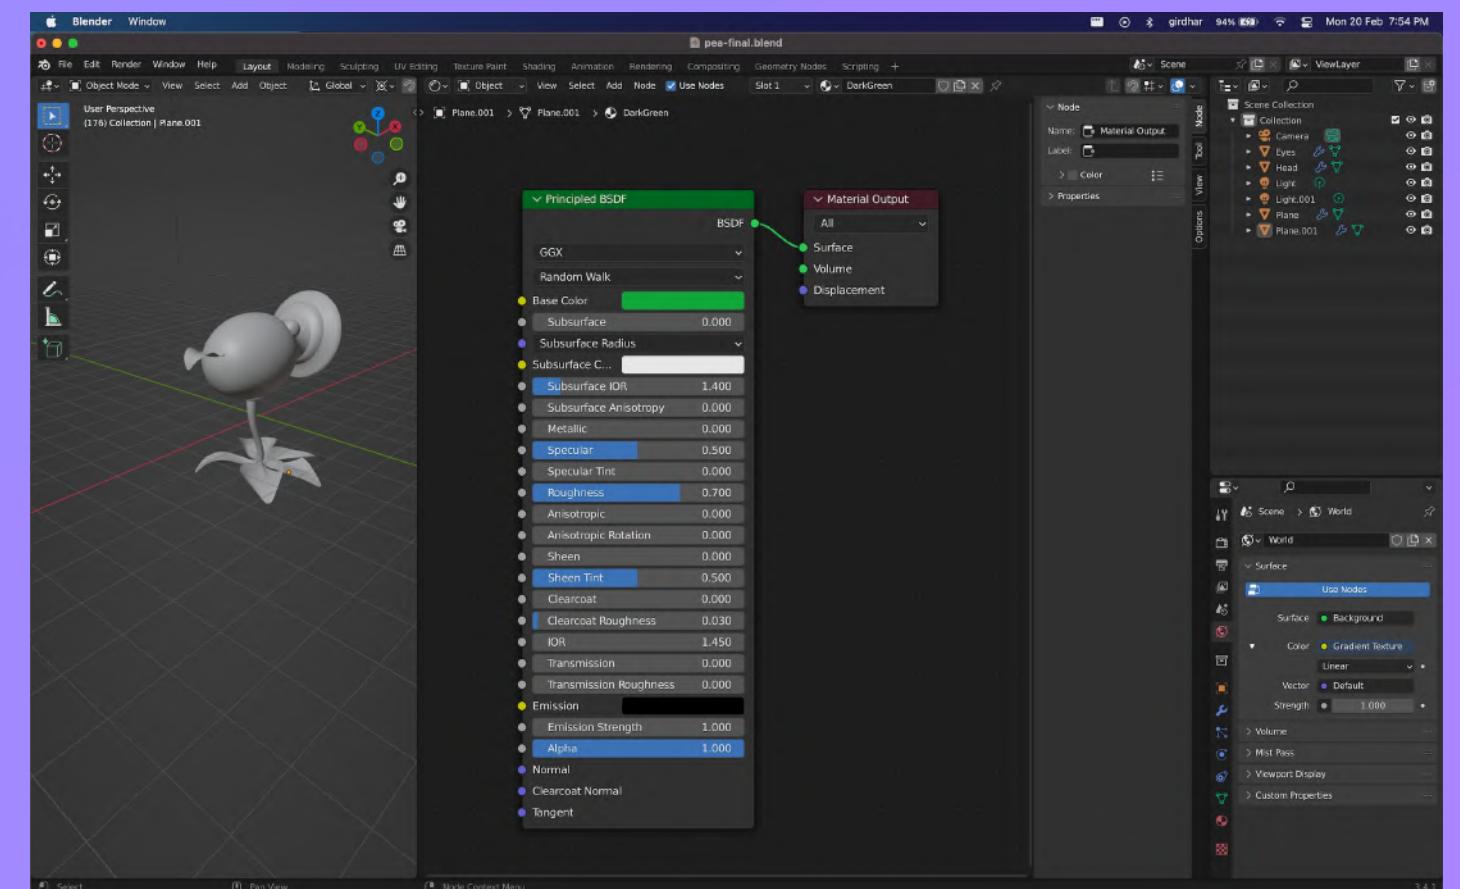 Blender Window girdhar 94% Mon 20 Feb 7:54 PM
pea-final.blend
File Edit Render Window Help Layout Modeling Sculpting UV Editing Texture Paint Shading Animation Rendering Compositing Geometry Nodes Scripting + Scene ViewLayer
Object Mode View Select Add Object Global Object View Select Add Node Use Nodes Slot 1 DarkGreen
User Perspective
(176) Collection | Plane.001
Plane.001 > Plane.001 > DarkGreen
X
Y
Z
Principled BSDF
BSDF
GGX
Random Walk
Base Color
Subsurface 0.000
Subsurface Radius
Subsurface C...
Subsurface IOR 1.400
Subsurface Anisotropy 0.000
Metallic 0.000
Specular 0.500
Specular Tint 0.000
Roughness 0.700
Anisotropic 0.000
Anisotropic Rotation 0.000
Sheen 0.000
Sheen Tint 0.500
Clearcoat 0.000
Clearcoat Roughness 0.030
IOR 1.450
Transmission 0.000
Transmission Roughness 0.000
Emission
Emission Strength 1.000
Alpha 1.000
Normal
Clearcoat Normal
Tangent
Material Output
All
Surface
Volume
Displacement
Node
Name: Material Output
Label:
Color
Properties
Node
Tool
View
Options
Scene Collection
Collection
Camera
Eyes
Head
Light
Light.001
Plane
Plane.001
Scene > World
World
Surface
Use Nodes
Surface Background
Color Gradient Texture
Linear
Vector Default
Strength 1.000
Volume
Mist Pass
Viewport Display
Custom Properties
Select Pan View Node Context Menu 3.4.1